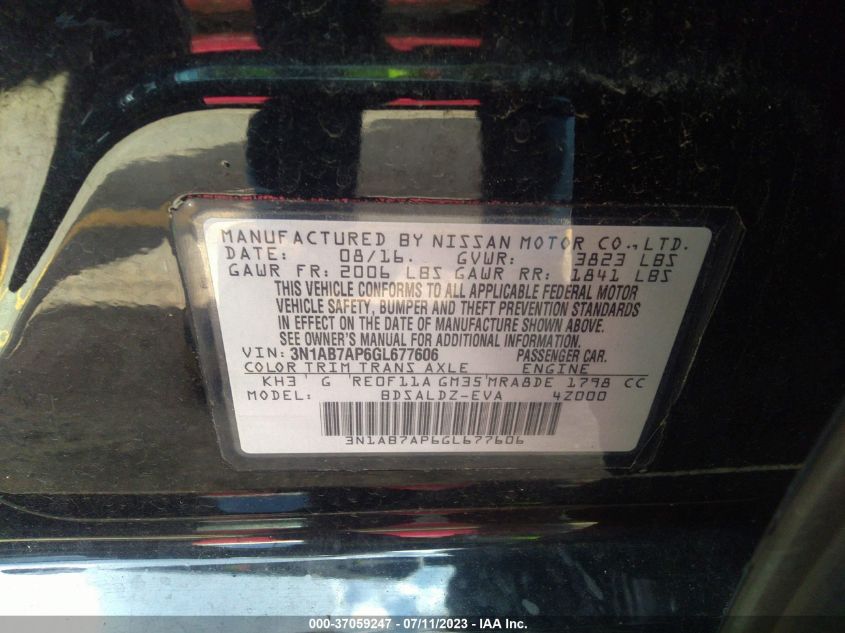 MANUFACTURED BY NISSAN MOTOR CO., LTD.
DATE: 08/16. GVWR: 3823 LBS
GAWR FR: 2006 LBS GAWR RR: 1841 LBS
THIS VEHICLE CONFORMS TO ALL APPLICABLE FEDERAL MOTOR
VEHICLE SAFETY, BUMPER AND THEFT PREVENTION STANDARDS
IN EFFECT ON THE DATE OF MANUFACTURE SHOWN ABOVE.
SEE OWNER'S MANUAL FOR ADDITIONAL INFORMATION.
VIN: 3N1AB7AP6GL677606 PASSENGER CAR.
COLOR TRIM TRANS AXLE ENGINE
KH3 ' G 'RE0F11A GM35'MRA8DE 1798 CC
MODEL: BDSALDZ-EVA 4Z000
3N1AB7AP6GL677606
000-37059247 - 07/11/2023 - © IAA, Inc.